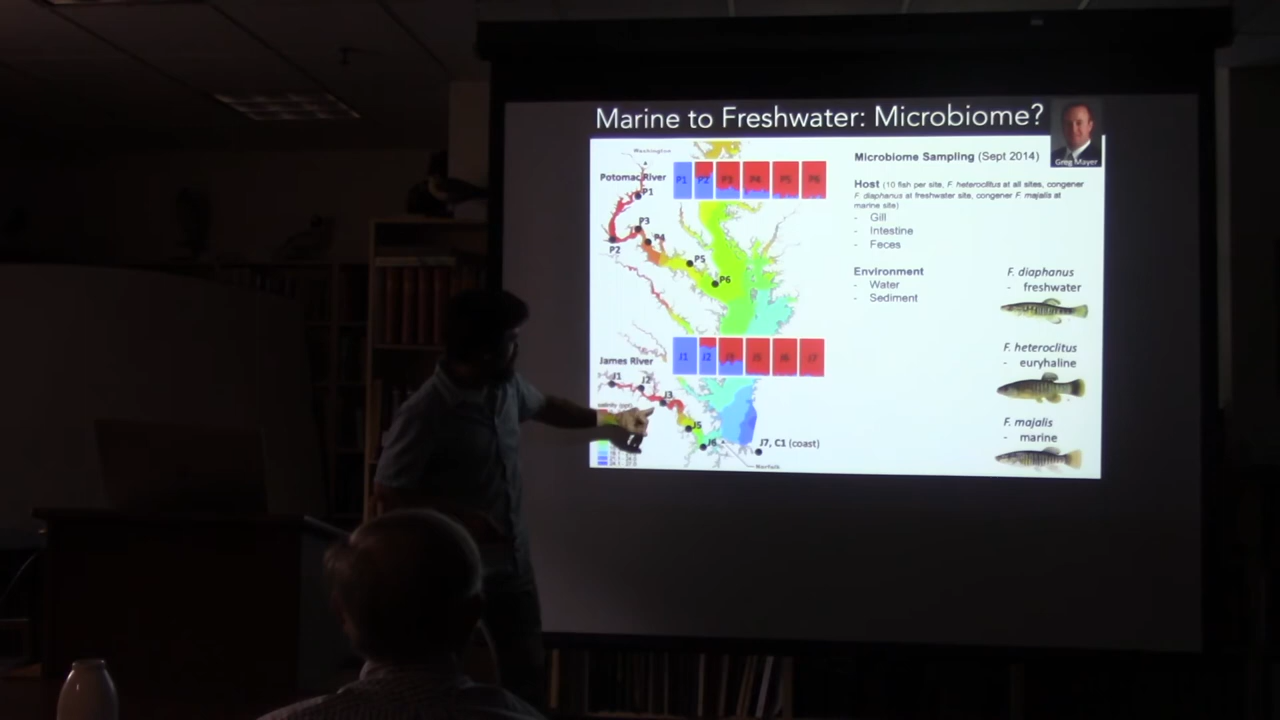 Marine to Freshwater: Microbiome?
Greg Mayer
Washington
Potomac River
P1 P2 P3 P4 P5 P6
P1
P3
P2
P4
P5
P6
James River
J1 J2 J3 J5 J6 J7
J1
J2
J3
J5
J6
J7, C1 (coast)
Norfolk
Microbiome Sampling (Sept 2014)
Host (10 fish per site, F. heteroclitus at all sites, congener
F. diaphanus at freshwater site, congener F. majalis at
marine site)
- Gill
- Intestine
- Feces
Environment
- Water
- Sediment
F. diaphanus
- freshwater
F. heteroclitus
- euryhaline
F. majalis
- marine